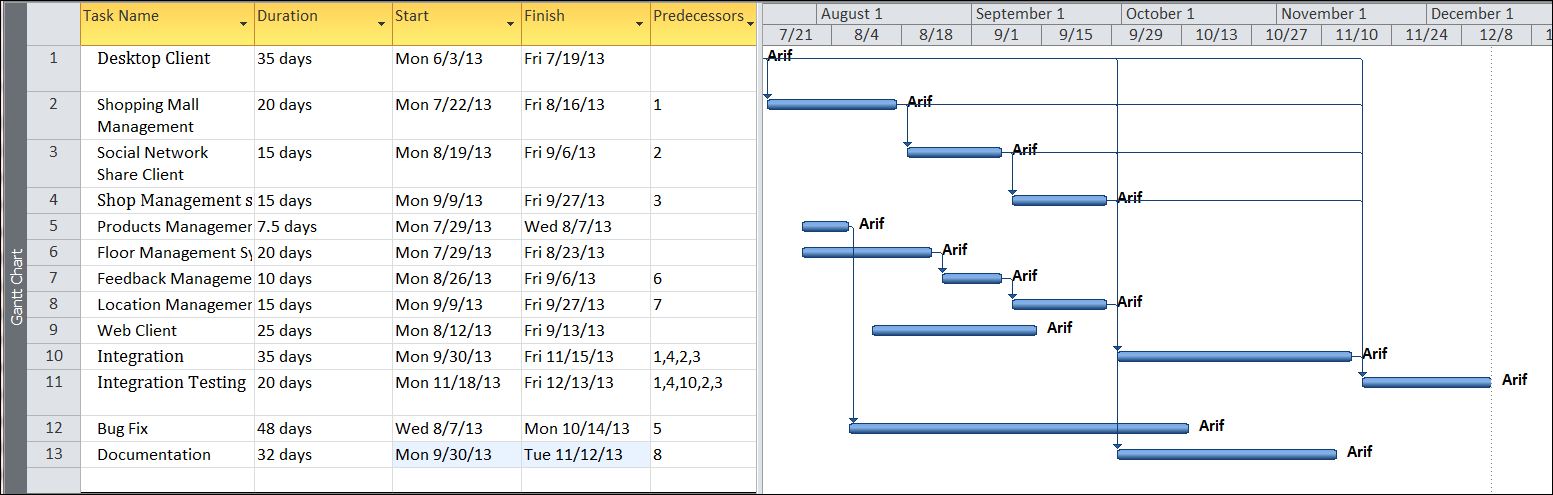 Task Name Duration Start Finish Predecessors
August 1 September 1 October 1 November 1 December 1
7/21 8/4 8/18 9/1 9/15 9/29 10/13 10/27 11/10 11/24 12/8 1
1 Desktop Client 35 days Mon 6/3/13 Fri 7/19/13 Arif
2 Shopping Mall Management 20 days Mon 7/22/13 Fri 8/16/13 1 Arif
3 Social Network Share Client 15 days Mon 8/19/13 Fri 9/6/13 2 Arif
4 Shop Management s 15 days Mon 9/9/13 Fri 9/27/13 3 Arif
5 Products Managemer 7.5 days Mon 7/29/13 Wed 8/7/13 Arif
6 Floor Management Sy 20 days Mon 7/29/13 Fri 8/23/13 Arif
7 Feedback Manageme 10 days Mon 8/26/13 Fri 9/6/13 6 Arif
8 Location Managemer 15 days Mon 9/9/13 Fri 9/27/13 7 Arif
9 Web Client 25 days Mon 8/12/13 Fri 9/13/13 Arif
10 Integration 35 days Mon 9/30/13 Fri 11/15/13 1,4,2,3 Arif
11 Integration Testing 20 days Mon 11/18/13 Fri 12/13/13 1,4,10,2,3 Arif
12 Bug Fix 48 days Wed 8/7/13 Mon 10/14/13 5 Arif
13 Documentation 32 days Mon 9/30/13 Tue 11/12/13 8 Arif
Gantt Chart